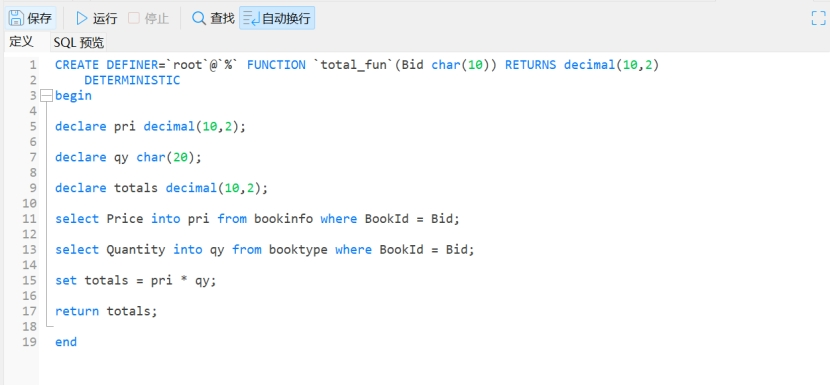 保存 运行 停止 查找 自动换行
定义 SQL 预览
1 CREATE DEFINER=`root`@`%` FUNCTION `total_fun`(Bid char(10)) RETURNS decimal(10,2)
2 DETERMINISTIC
3 begin
4
5 declare pri decimal(10,2);
6
7 declare qy char(20);
8
9 declare totals decimal(10,2);
10
11 select Price into pri from bookinfo where BookId = Bid;
12
13 select Quantity into qy from booktype where BookId = Bid;
14
15 set totals = pri * qy;
16
17 return totals;
18
19 end